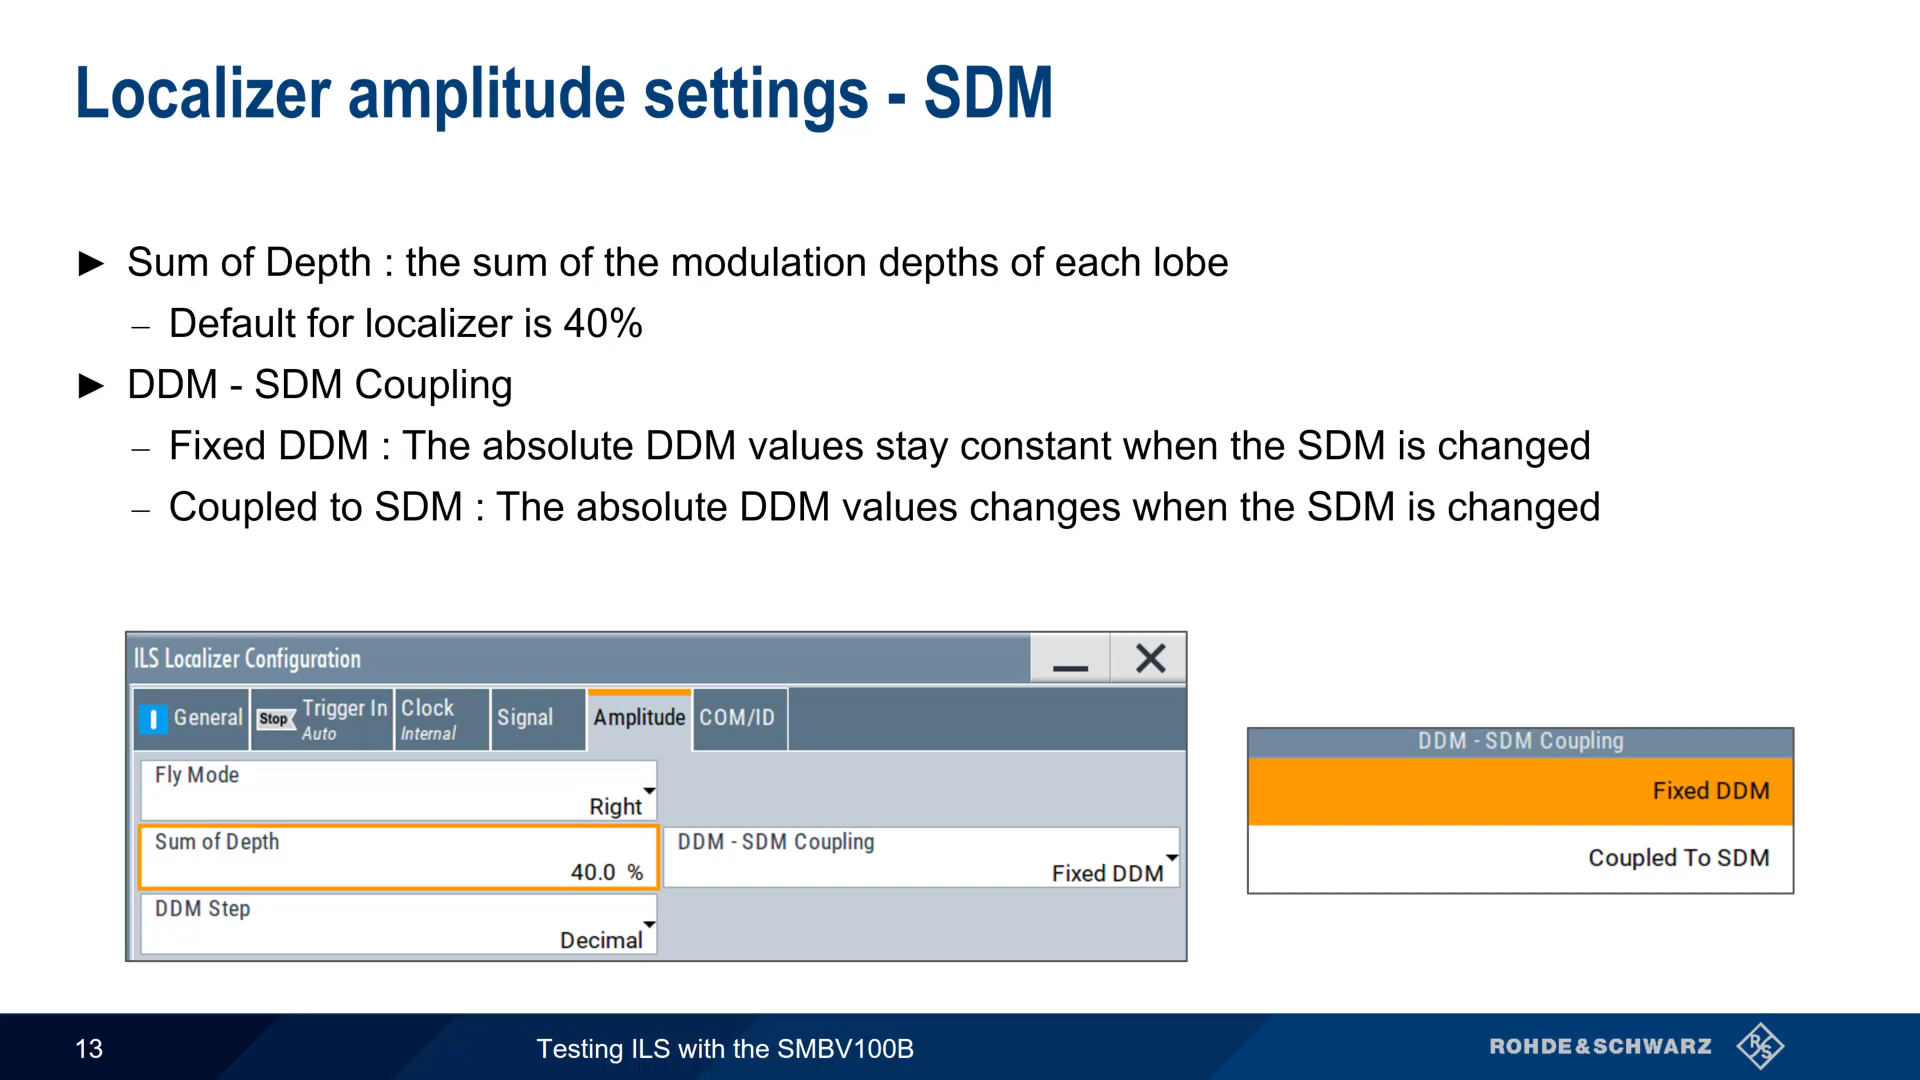 Localizer amplitude settings - SDM
► Sum of Depth : the sum of the modulation depths of each lobe
– Default for localizer is 40%
► DDM - SDM Coupling
– Fixed DDM : The absolute DDM values stay constant when the SDM is changed
– Coupled to SDM : The absolute DDM values changes when the SDM is changed
ILS Localizer Configuration
General
Stop
Trigger In
Auto
Clock
Internal
Signal
Amplitude
COM/ID
Fly Mode
Right
Sum of Depth
40.0 %
DDM - SDM Coupling
Fixed DDM
DDM Step
Decimal
DDM - SDM Coupling
Fixed DDM
Coupled To SDM
13
Testing ILS with the SMBV100B
ROHDE&SCHWARZ
R&S